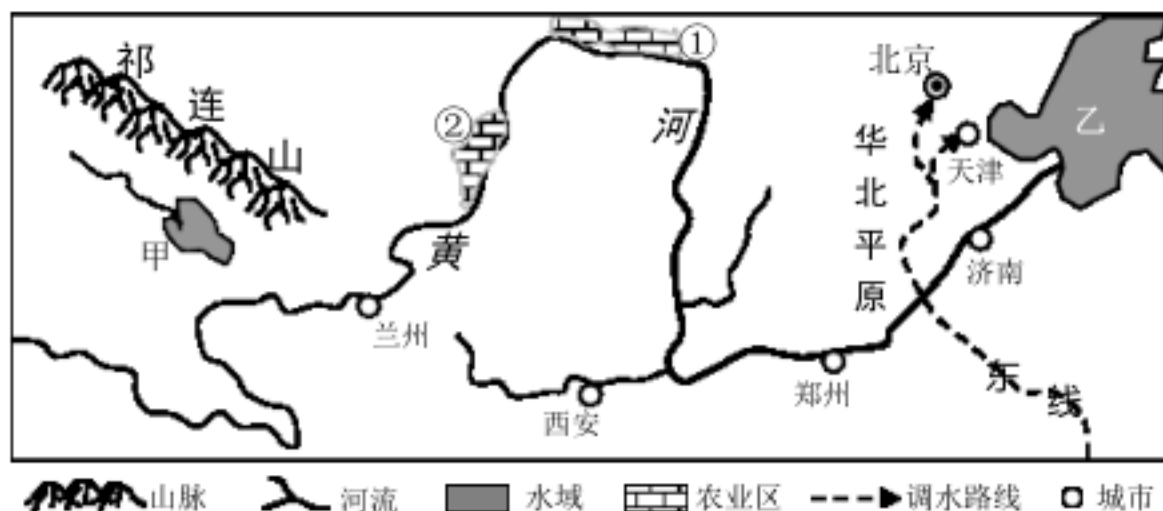 祁连山
甲
黄河
①
②
兰州
西安
郑州
济南
北京
天津
乙
华北平原
东线
山脉 河流 水域 农业区 调水路线 城市